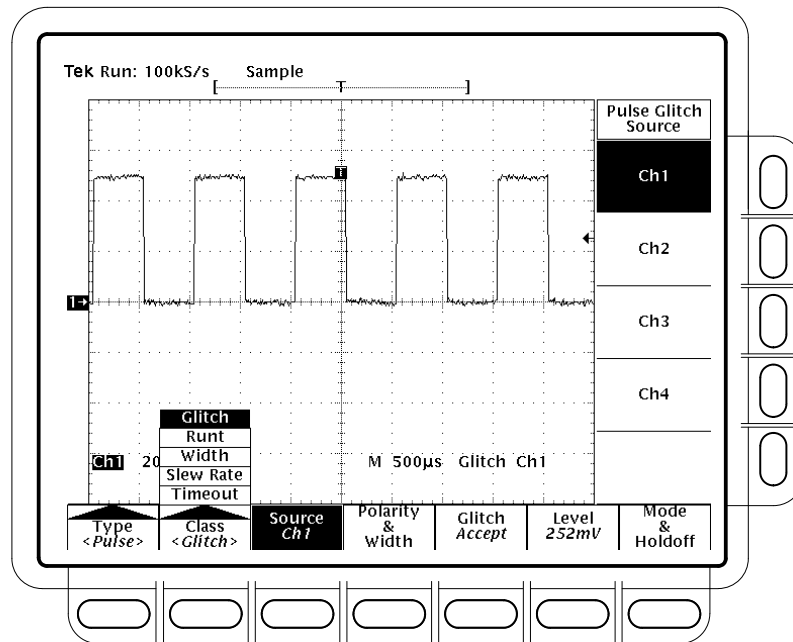 Tek Run: 100kS/s Sample
[ T ]
Pulse Glitch
Source
Ch1
Ch2
Ch3
Ch4
T
1
Glitch
Runt
Width
Slew Rate
Timeout
Ch1 20 M 500µs Glitch Ch1
Type
<Pulse>
Class
<Glitch>
Source
Ch1
Polarity
&
Width
Glitch
Accept
Level
252mV
Mode
&
Holdoff